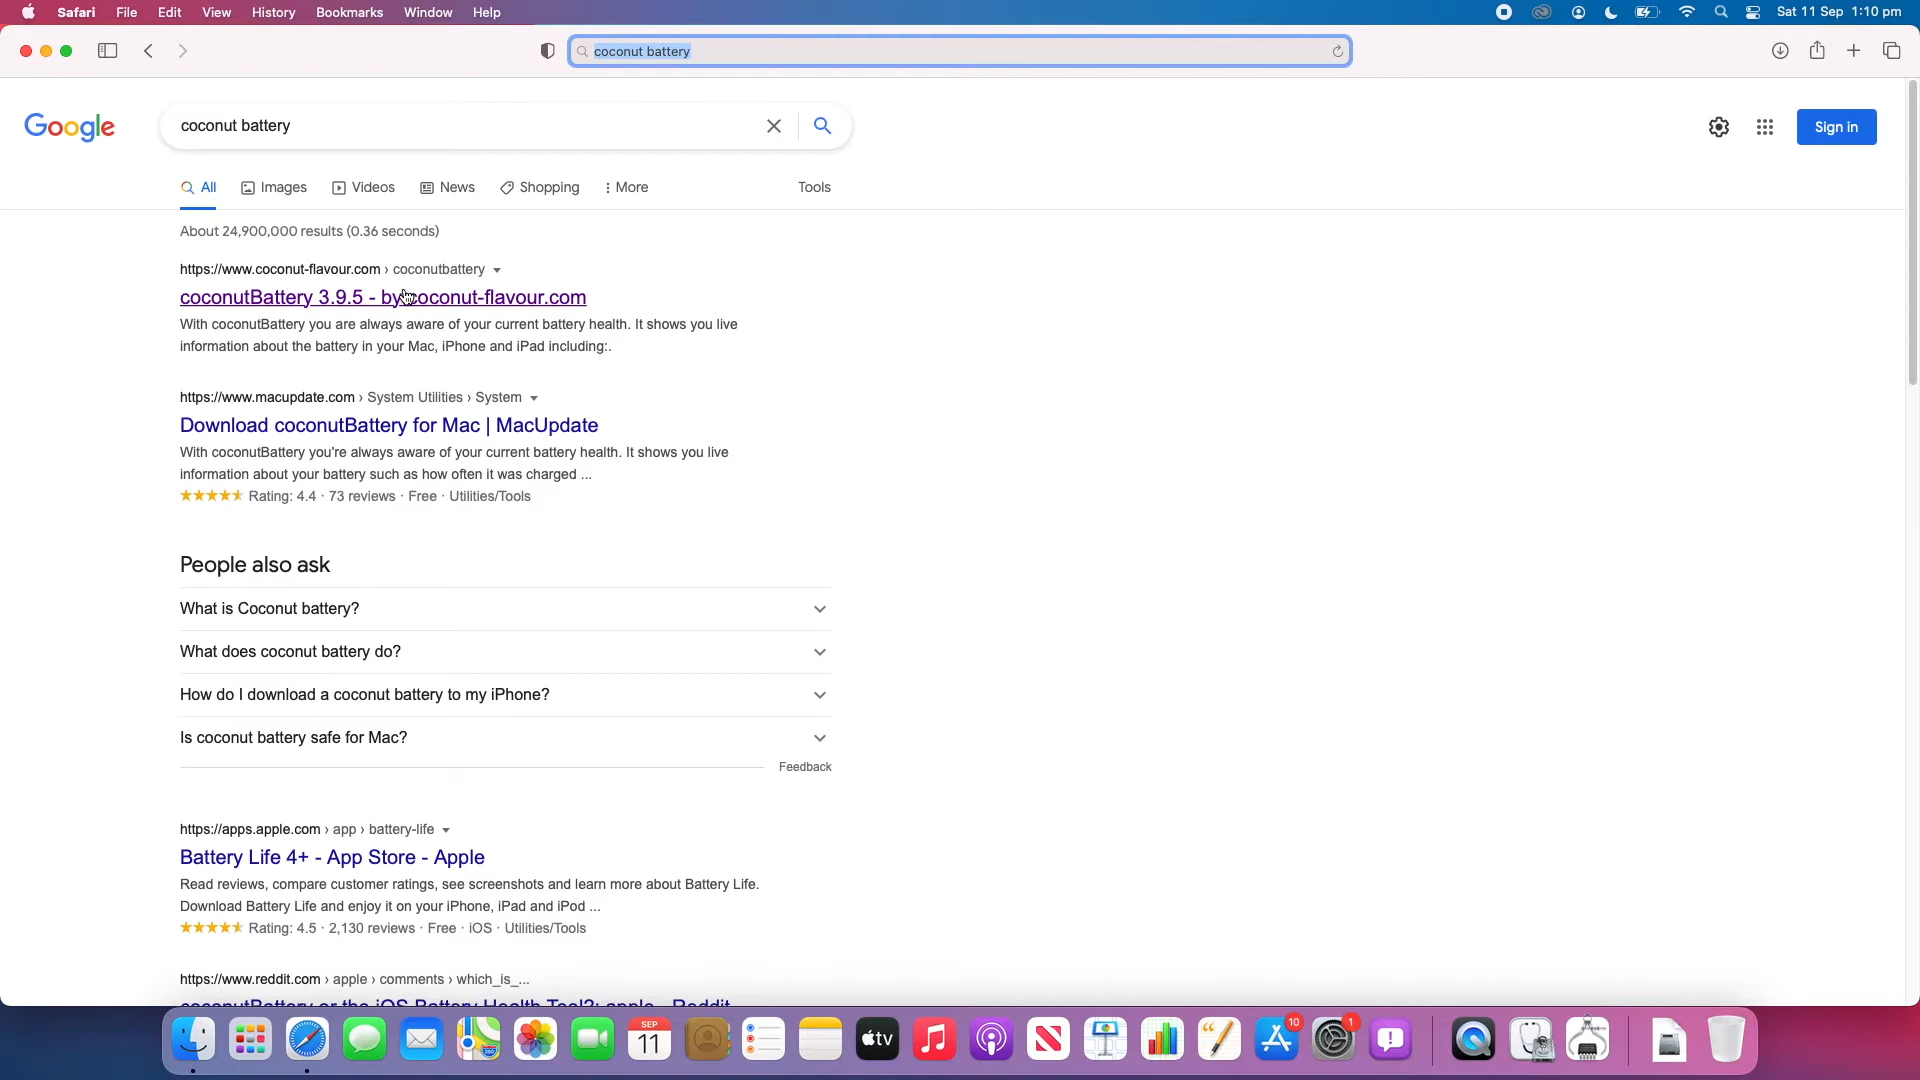 Safari File Edit View History Bookmarks Window Help
Sat 11 Sep 1:10 pm
coconut battery
Google
coconut battery
Sign in
All Images Videos News Shopping More Tools
About 24,900,000 results (0.36 seconds)
https://www.coconut-flavour.com › coconutbattery
coconutBattery 3.9.5 - by coconut-flavour.com
With coconutBattery you are always aware of your current battery health. It shows you live
information about the battery in your Mac, iPhone and iPad including:.
https://www.macupdate.com › System Utilities › System
Download coconutBattery for Mac | MacUpdate
With coconutBattery you're always aware of your current battery health. It shows you live
information about your battery such as how often it was charged ...
Rating: 4.4 · 73 reviews · Free · Utilities/Tools
People also ask
What is Coconut battery?
What does coconut battery do?
How do I download a coconut battery to my iPhone?
Is coconut battery safe for Mac?
Feedback
https://apps.apple.com › app › battery-life
Battery Life 4+ - App Store - Apple
Read reviews, compare customer ratings, see screenshots and learn more about Battery Life.
Download Battery Life and enjoy it on your iPhone, iPad and iPod ...
Rating: 4.5 · 2,130 reviews · Free · iOS · Utilities/Tools
https://www.reddit.com › apple › comments › which_is_...
coconutBattery or the iOS Battery Health Tool?: apple - Reddit
SEP
11
tv
10
1